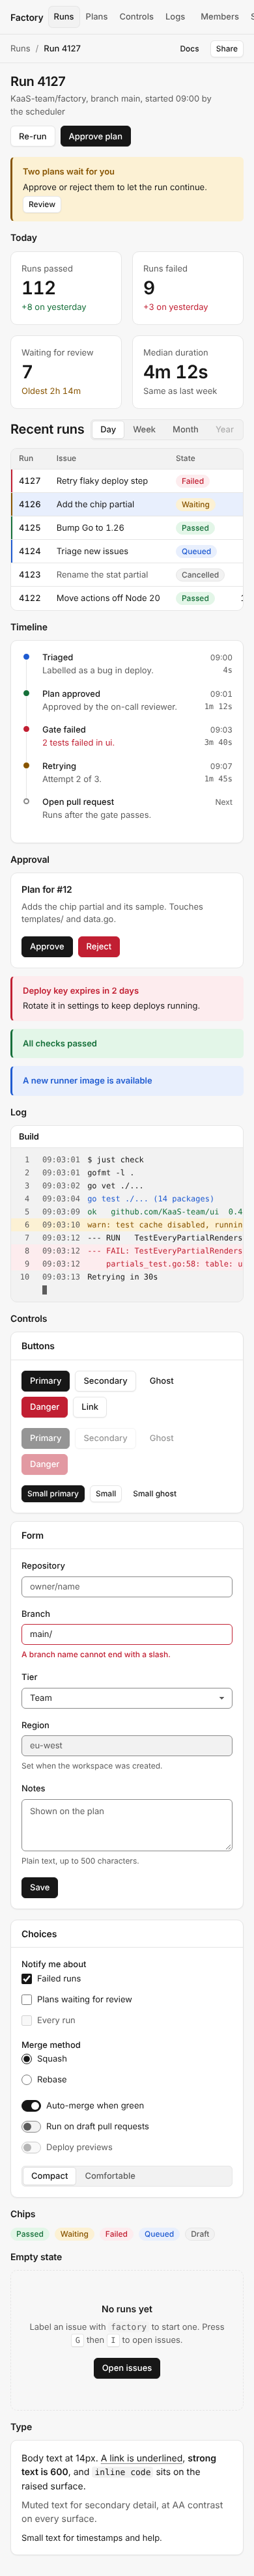 Factory Runs Plans Controls Logs Members
Runs / Run 4127 Docs Share
Run 4127
KaaS-team/factory, branch main, started 09:00 by
the scheduler
Re-run Approve plan
Two plans wait for you
Approve or reject them to let the run continue.
Review
Today
Runs passed
112
+8 on yesterday
Runs failed
9
+3 on yesterday
Waiting for review
7
Oldest 2h 14m
Median duration
4m 12s
Same as last week
Recent runs Day Week Month Year
Run Issue State
4127 Retry flaky deploy step Failed
4126 Add the chip partial Waiting
4125 Bump Go to 1.26 Passed
4124 Triage new issues Queued
4123 Rename the stat partial Cancelled
4122 Move actions off Node 20 Passed
Timeline
Triaged 09:00
Labelled as a bug in deploy. 4s
Plan approved 09:01
Approved by the on-call reviewer. 1m 12s
Gate failed 09:03
2 tests failed in ui. 3m 40s
Retrying 09:07
Attempt 2 of 3. 1m 45s
Open pull request Next
Runs after the gate passes.
Approval
Plan for #12
Adds the chip partial and its sample. Touches
templates/ and data.go.
Approve Reject
Deploy key expires in 2 days
Rotate it in settings to keep deploys running.
All checks passed
A new runner image is available
Log
Build
1 09:03:01 $ just check
2 09:03:01 gofmt -l .
3 09:03:02 go vet ./...
4 09:03:04 go test ./... (14 packages)
5 09:03:09 ok github.com/KaaS-team/ui 0.4
6 09:03:10 warn: test cache disabled, runnin
7 09:03:12 --- RUN TestEveryPartialRenders
8 09:03:12 --- FAIL: TestEveryPartialRenders
9 09:03:12 partials_test.go:58: table: u
10 09:03:13 Retrying in 30s
Controls
Buttons
Primary Secondary Ghost
Danger Link
Primary Secondary Ghost
Danger
Small primary Small Small ghost
Form
Repository
owner/name
Branch
main/
A branch name cannot end with a slash.
Tier
Team
Region
eu-west
Set when the workspace was created.
Notes
Shown on the plan
Plain text, up to 500 characters.
Save
Choices
Notify me about
Failed runs
Plans waiting for review
Every run
Merge method
Squash
Rebase
Auto-merge when green
Run on draft pull requests
Deploy previews
Compact Comfortable
Chips
Passed Waiting Failed Queued Draft
Empty state
No runs yet
Label an issue with factory to start one. Press
G then I to open issues.
Open issues
Type
Body text at 14px. A link is underlined, strong
text is 600, and inline code sits on the
raised surface.
Muted text for secondary detail, at AA contrast
on every surface.
Small text for timestamps and help.